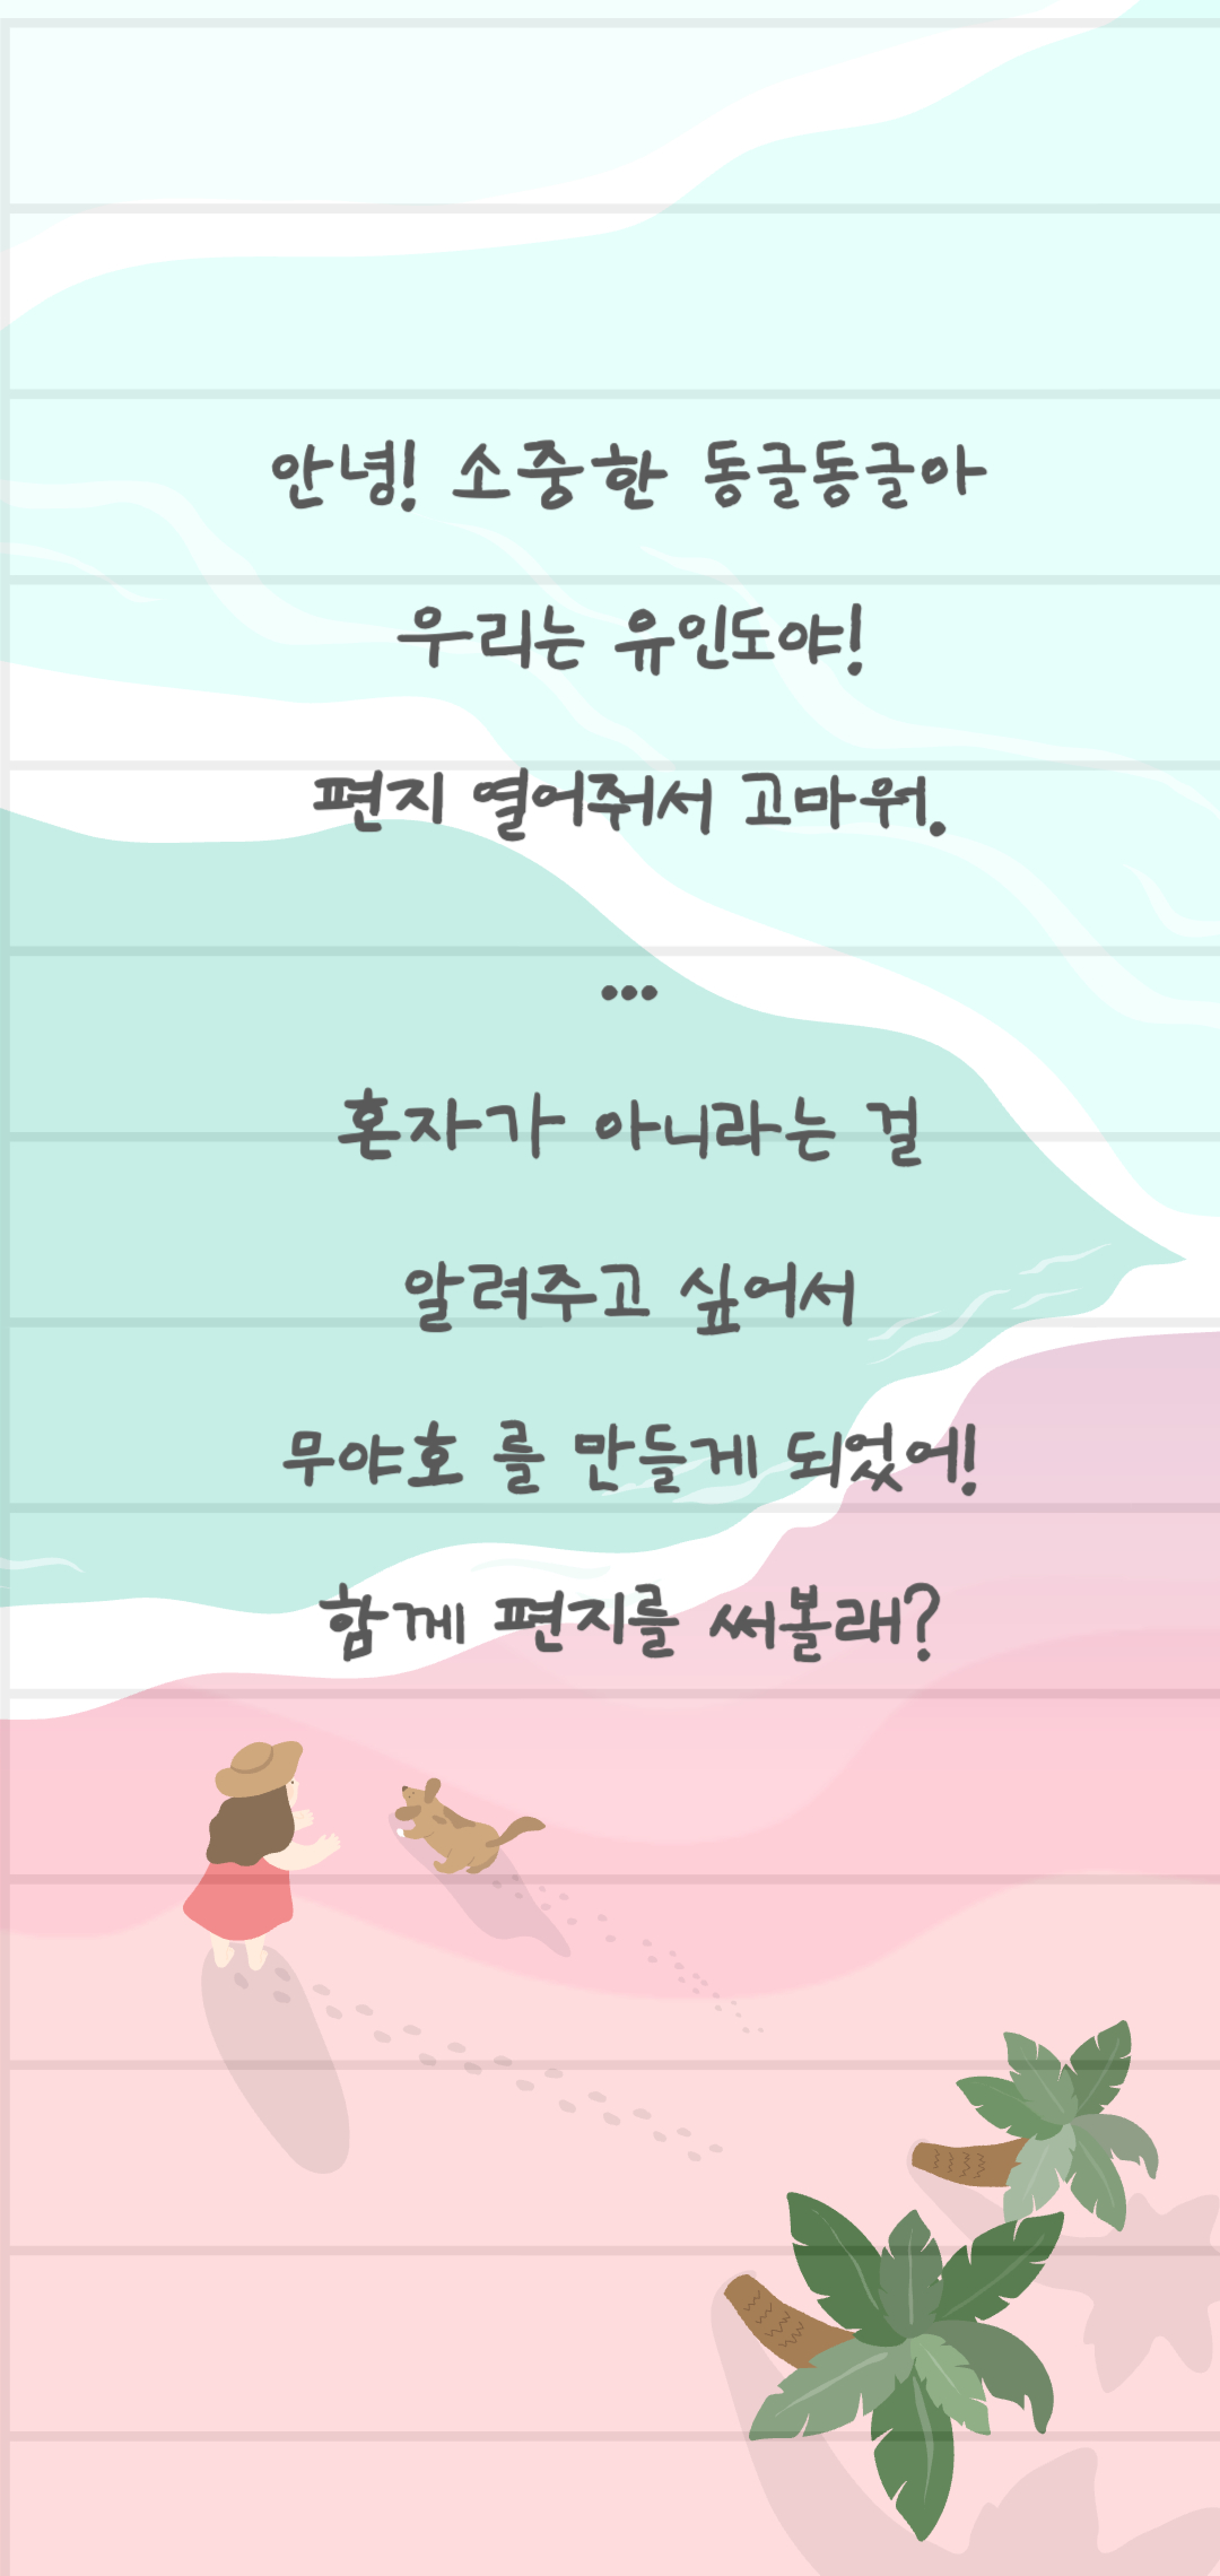 안녕! 소중한 동글동글아
우리는 유인도야!
편지 열어줘서 고마워.
...
혼자가 아니라는 걸
알려주고 싶어서
무야호 를 만들게 되었어!
함께 편지를 써볼래?